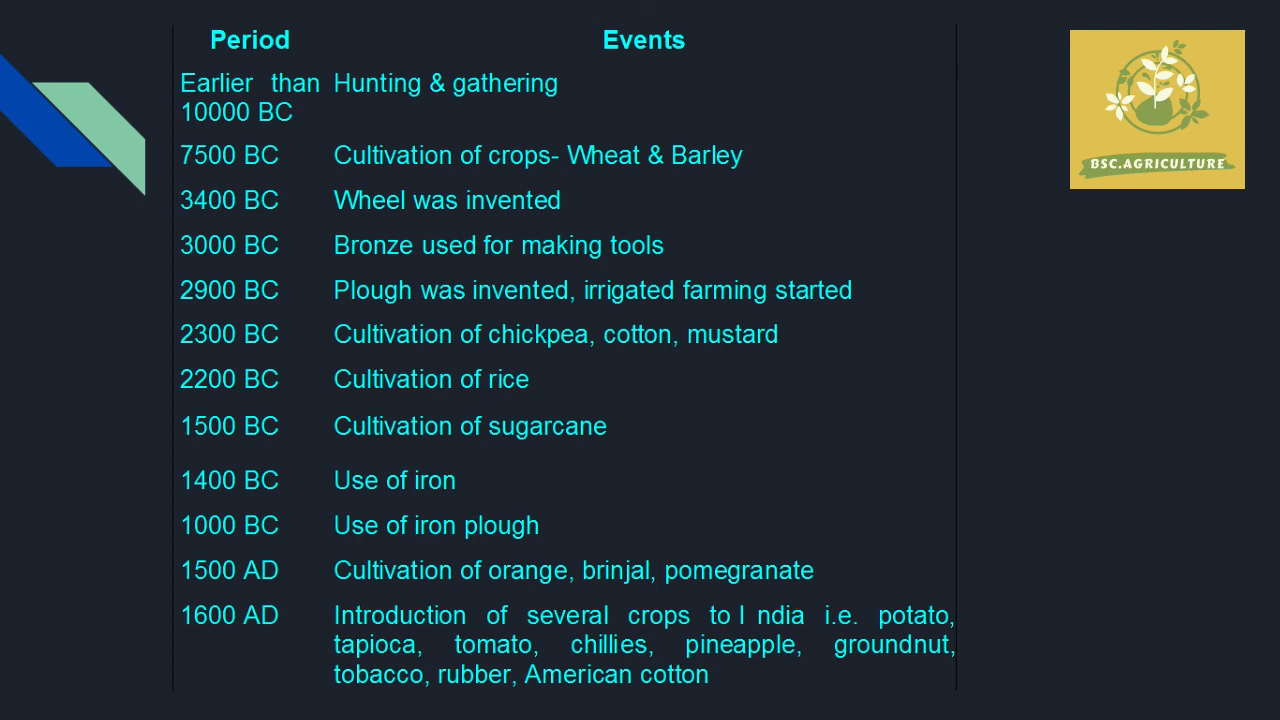 Period Events
Earlier than Hunting & gathering
10000 BC
7500 BC Cultivation of crops- Wheat & Barley
BSC.AGRICULTURE
3400 BC Wheel was invented
3000 BC Bronze used for making tools
2900 BC Plough was invented, irrigated farming started
2300 BC Cultivation of chickpea, cotton, mustard
2200 BC Cultivation of rice
1500 BC Cultivation of sugarcane
1400 BC Use of iron
1000 BC Use of iron plough
1500 AD Cultivation of orange, brinjal, pomegranate
1600 AD Introduction of several crops to I ndia i.e. potato,
tapioca, tomato, chillies, pineapple, groundnut,
tobacco, rubber, American cotton